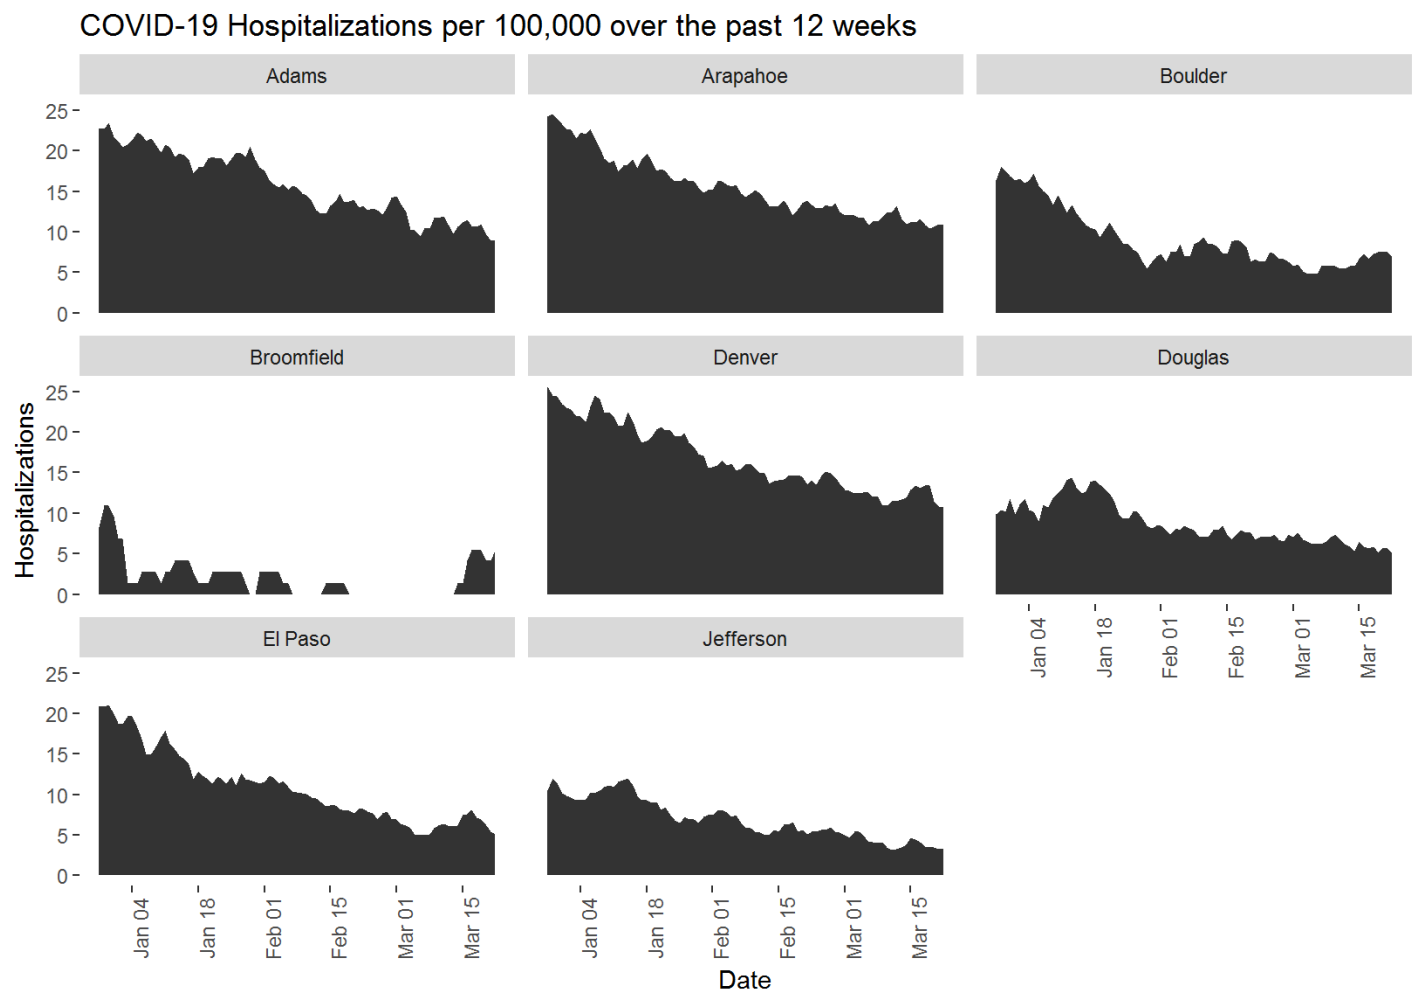 COVID-19 Hospitalizations per 100,000 over the past 12 weeks
Adams
Arapahoe
Boulder
25
20
15
10
5
0
Broomfield
Denver
Douglas
Hospitalizations
25
20
15
10
5
0
Jan 04
Jan 18
Feb 01
Feb 15
Mar 01
Mar 15
El Paso
Jefferson
25
20
15
10
5
0
Jan 04
Jan 18
Feb 01
Feb 15
Mar 01
Mar 15
Jan 04
Jan 18
Feb 01
Feb 15
Mar 01
Mar 15
Date